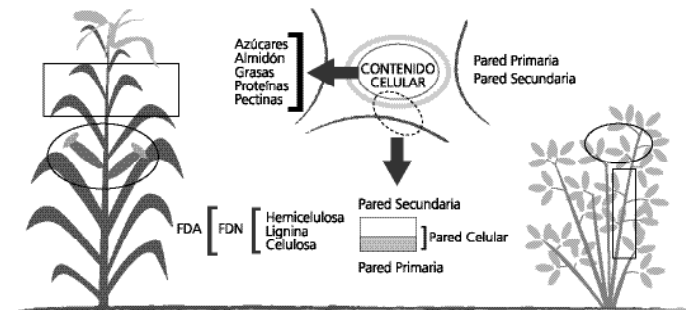 Azúcares
Almidón
Grasas
Proteínas
Pectinas
CONTENIDO
CELULAR
Pared Primaria
Pared Secundaria
FDA
FDN
Hemicelulosa
Lignina
Celulosa
Pared Secundaria
Pared Celular
Pared Primaria